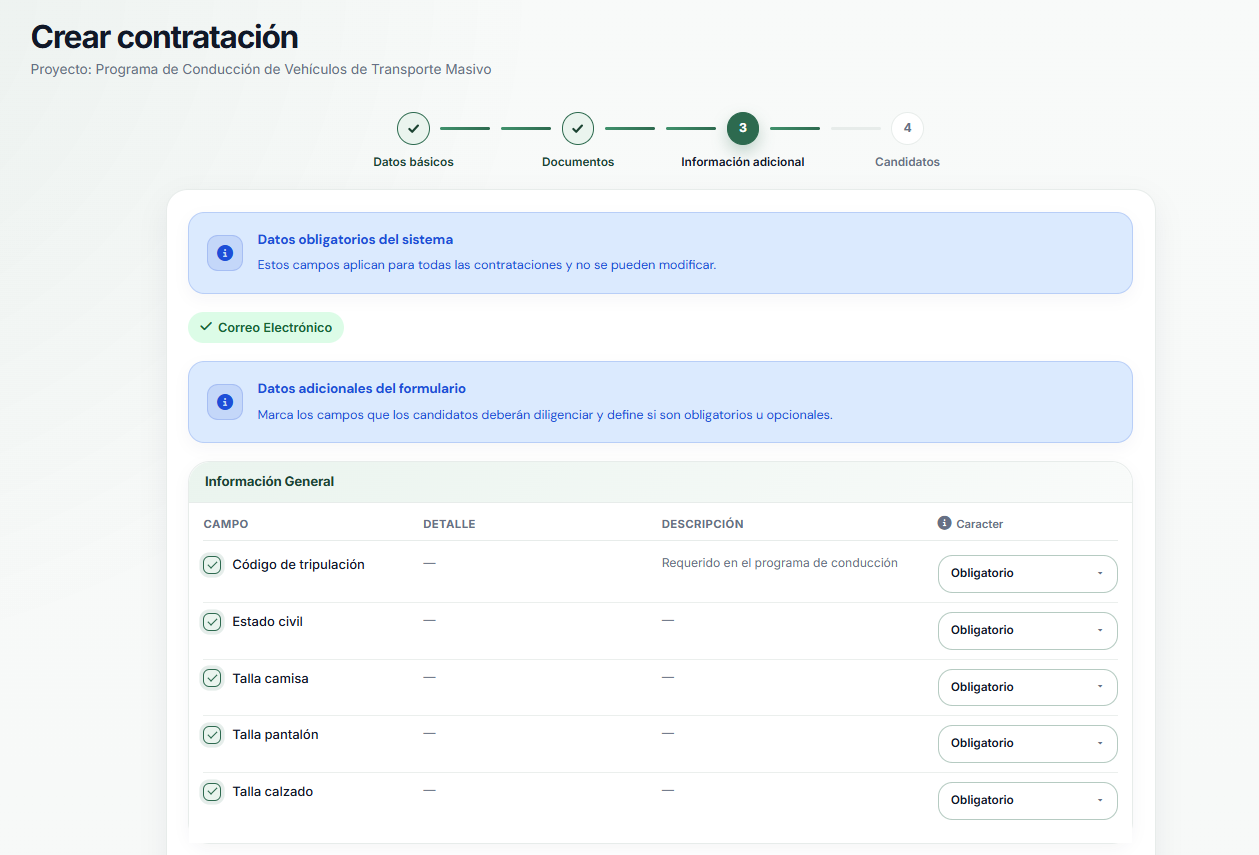 Crear contratación
Proyecto: Programa de Conducción de Vehículos de Transporte Masivo
3
4
Datos básicos
Documentos
Información adicional
Candidatos
Datos obligatorios del sistema
Estos campos aplican para todas las contrataciones y no se pueden modificar.
Correo Electrónico
Datos adicionales del formulario
Marca los campos que los candidatos deberán diligenciar y define si son obligatorios u opcionales.
Información General
CAMPO DETALLE DESCRIPCIÓN Caracter
Código de tripulación — Requerido en el programa de conducción Obligatorio
Estado civil — — Obligatorio
Talla camisa — — Obligatorio
Talla pantalón — — Obligatorio
Talla calzado — — Obligatorio